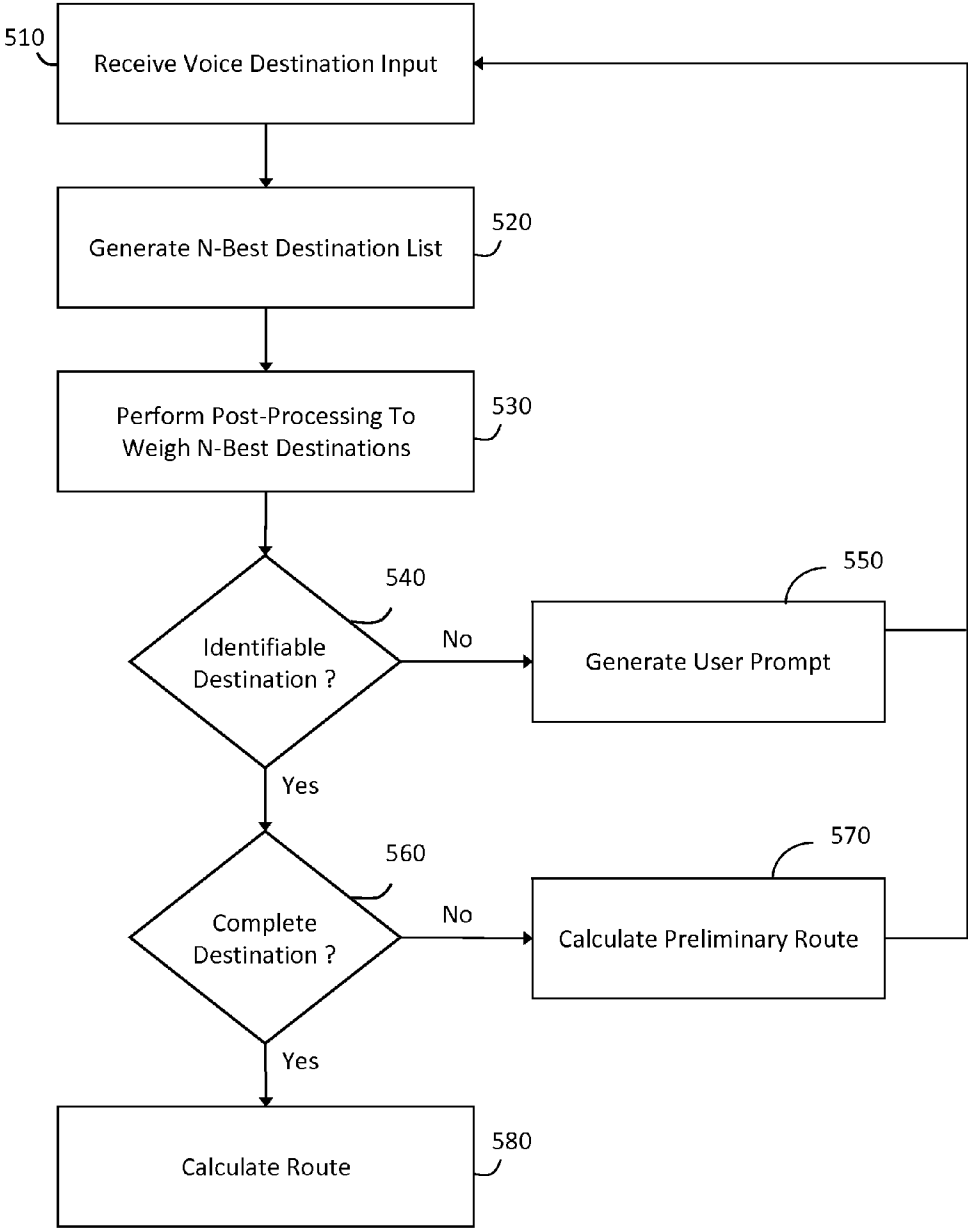 510
Receive Voice Destination Input
520
Generate N-Best Destination List
530
Perform Post-Processing To
Weigh N-Best Destinations
540
Identifiable
Destination ?
No
550
Generate User Prompt
Yes
560
Complete
Destination ?
No
570
Calculate Preliminary Route
Yes
580
Calculate Route